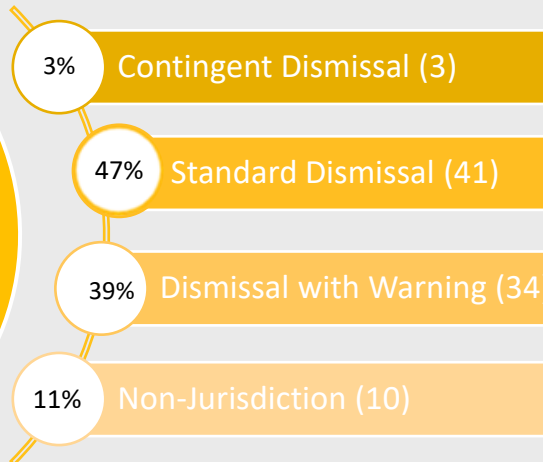 3%
Contingent Dismissal (3)
47%
Standard Dismissal (41)
39%
Dismissal with Warning (34
11%
Non-Jurisdiction (10)